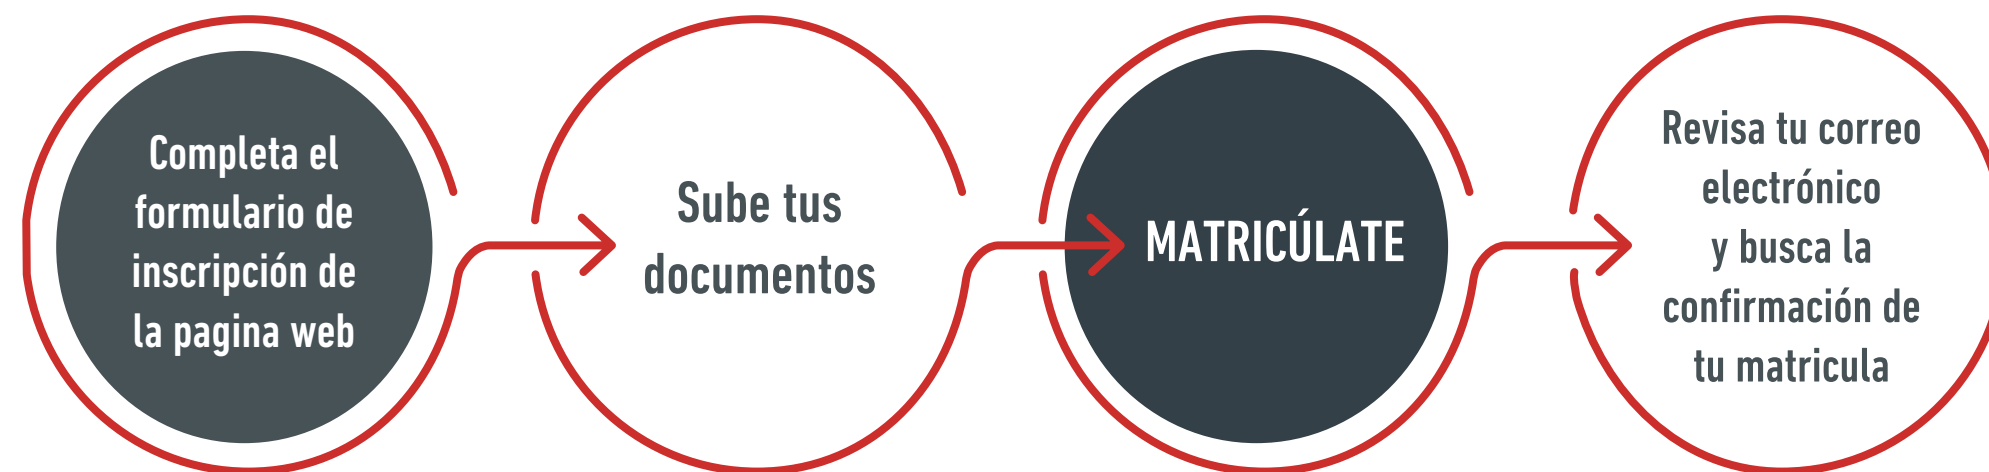 Completa el
formulario de
inscripción de
la pagina web
Sube tus
documentos
MATRICÚLATE
Revisa tu correo
electrónico
y busca la
confirmación de
tu matricula